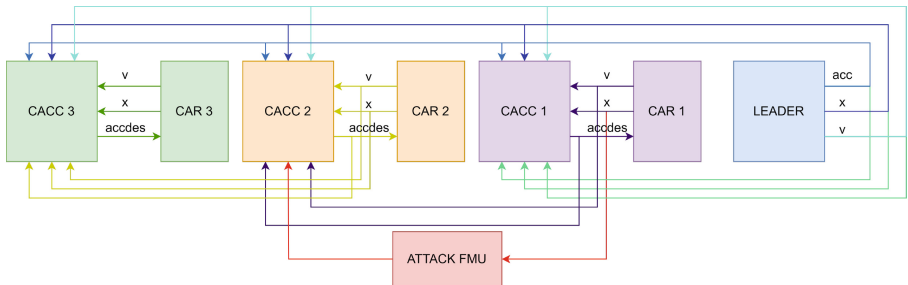 CACC 3
v
x
accdes
CAR 3
CACC 2
v
x
accdes
CAR 2
CACC 1
v
x
accdes
CAR 1
LEADER
acc
x
v
ATTACK FMU